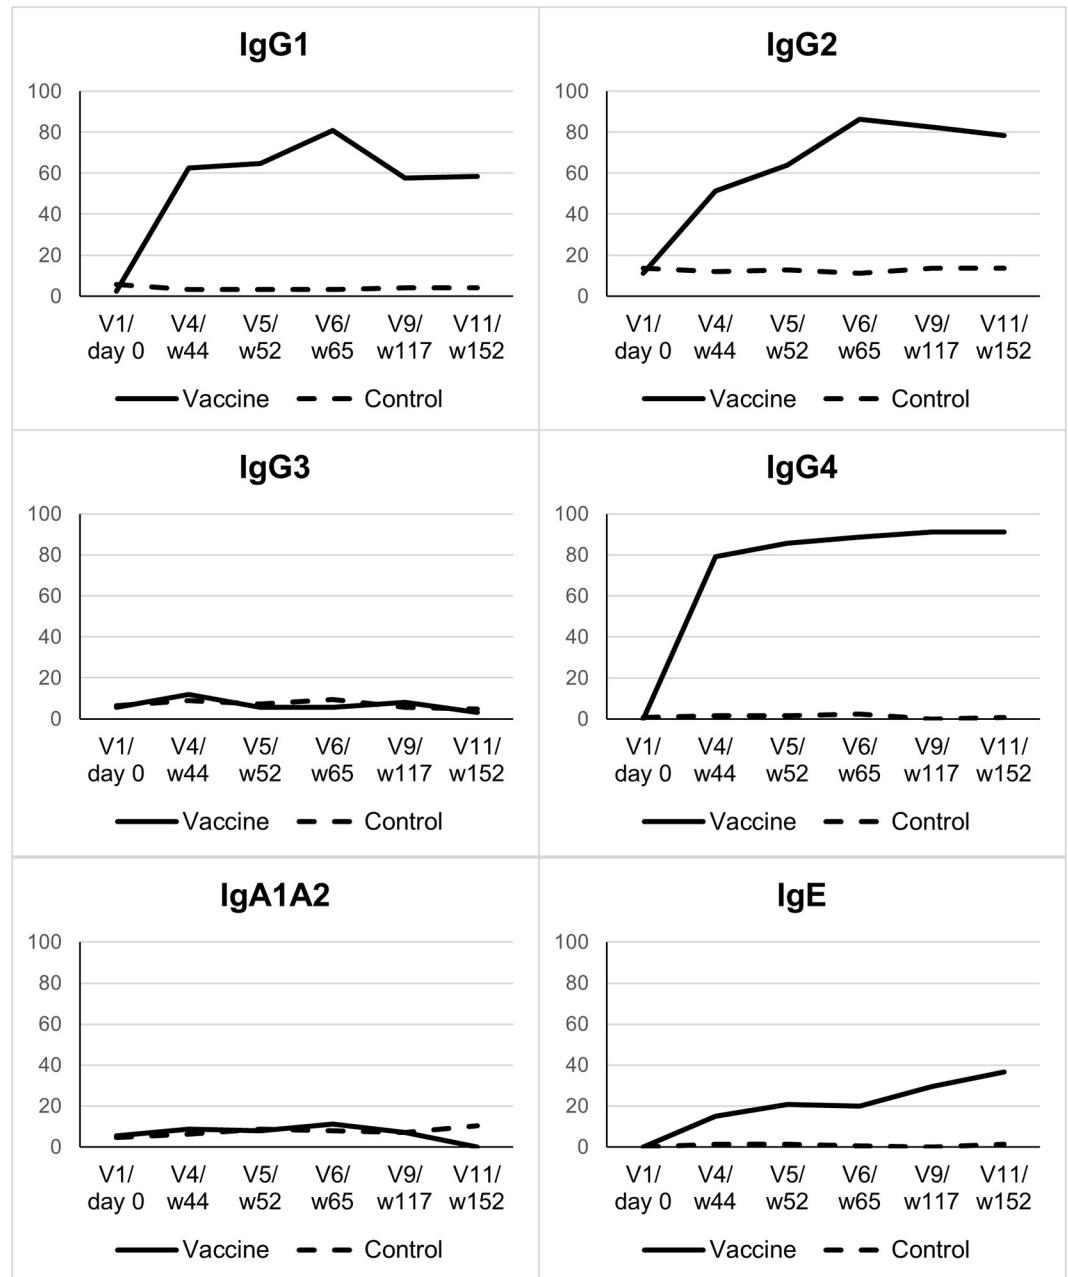 IgG1
100
80
60
40
20
0
V1/ V4/ V5/ V6/ V9/ V11/
day 0 w44 w52 w65 w117 w152
Vaccine Control
IgG2
100
80
60
40
20
0
V1/ V4/ V5/ V6/ V9/ V11/
day 0 w44 w52 w65 w117 w152
Vaccine Control
IgG3
100
80
60
40
20
0
V1/ V4/ V5/ V6/ V9/ V11/
day 0 w44 w52 w65 w117 w152
Vaccine Control
IgG4
100
80
60
40
20
0
V1/ V4/ V5/ V6/ V9/ V11/
day 0 w44 w52 w65 w117 w152
Vaccine Control
IgA1A2
100
80
60
40
20
0
V1/ V4/ V5/ V6/ V9/ V11/
day 0 w44 w52 w65 w117 w152
Vaccine Control
IgE
100
80
60
40
20
0
V1/ V4/ V5/ V6/ V9/ V11/
day 0 w44 w52 w65 w117 w152
Vaccine Control